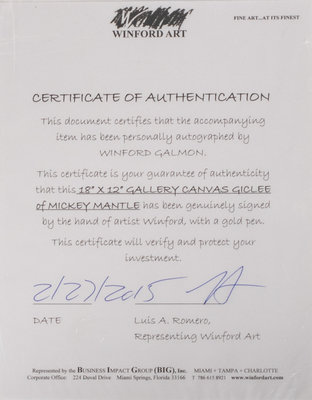 WINFORD ART
FINE ART...AT ITS FINEST
CERTIFICATE OF AUTHENTICATION
This document certifies that the accompanying
item has been personally autographed by
WINFORD GALMON.
This certificate is your guarantee of authenticity
that this 18" X 12" GALLERY CANVAS GICLEE
of MICKEY MANTLE has been genuinely signed
by the hand of artist Winford, with a gold pen.
This certificate will verify and protect your
investment.
2/27/2015
DATE
Luis A. Romero,
Representing Winford Art
Represented by the BUSINESS IMPACT GROUP (BIG), Inc. MIAMI • TAMPA • CHARLOTTE
Corporate Office: 224 Duval Drive Miami Springs, Florida 33166 T 786 615 8921 www.winfordart.com